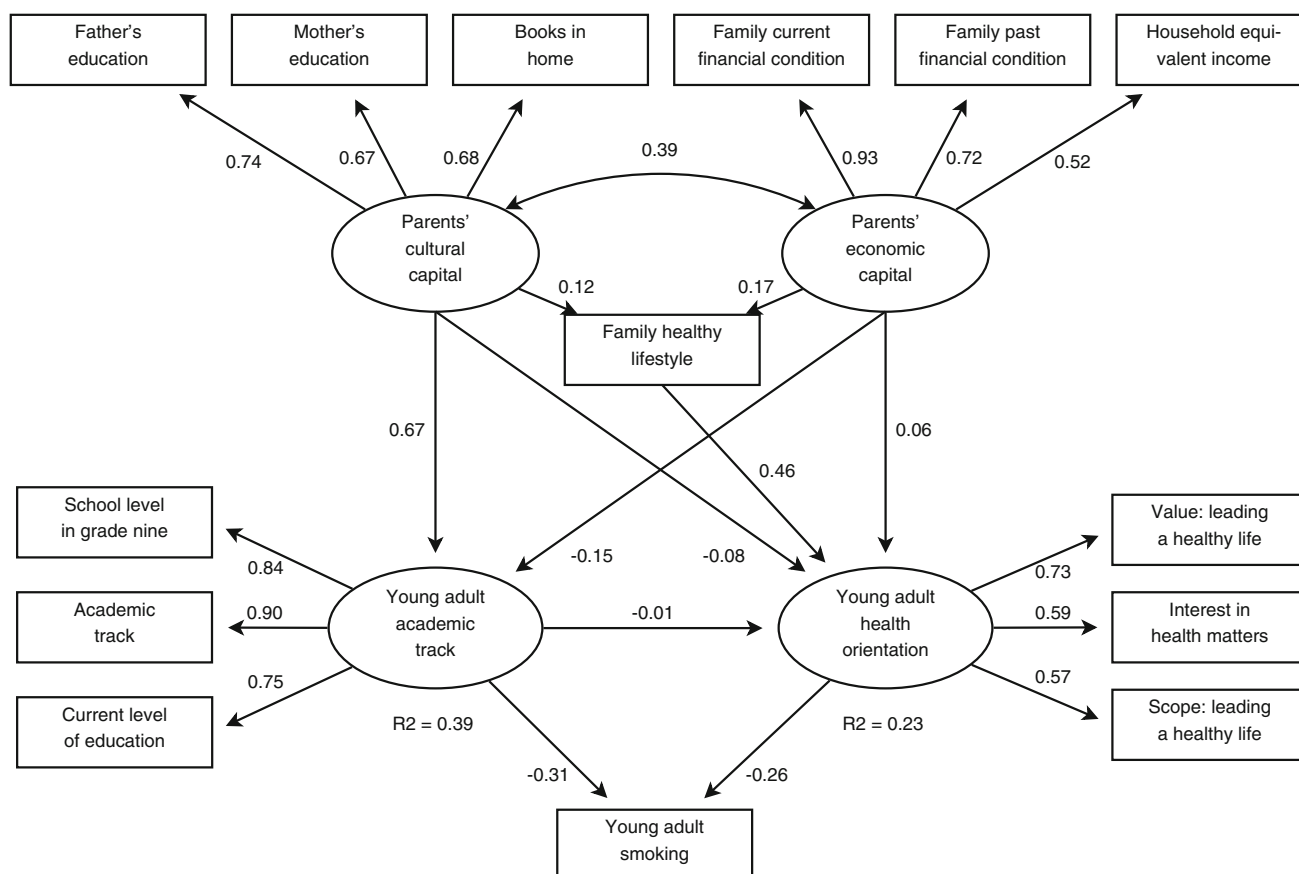 Father's
education
Mother's
education
Books in
home
Family current
financial condition
Family past
financial condition
Household equi-
valent income
0.74
0.67
0.68
0.39
0.93
0.72
0.52
Parents'
cultural
capital
Parents'
economic
capital
0.12
0.17
Family healthy
lifestyle
0.67
0.06
0.46
School level
in grade nine
Value: leading
a healthy life
-0.15
-0.08
0.84
0.73
Academic
track
0.90
Young adult
academic
track
-0.01
Young adult
health
orientation
0.59
Interest in
health matters
0.75
0.57
Current level
of education
R2 = 0.39
R2 = 0.23
Scope: leading
a healthy life
-0.31
-0.26
Young adult
smoking